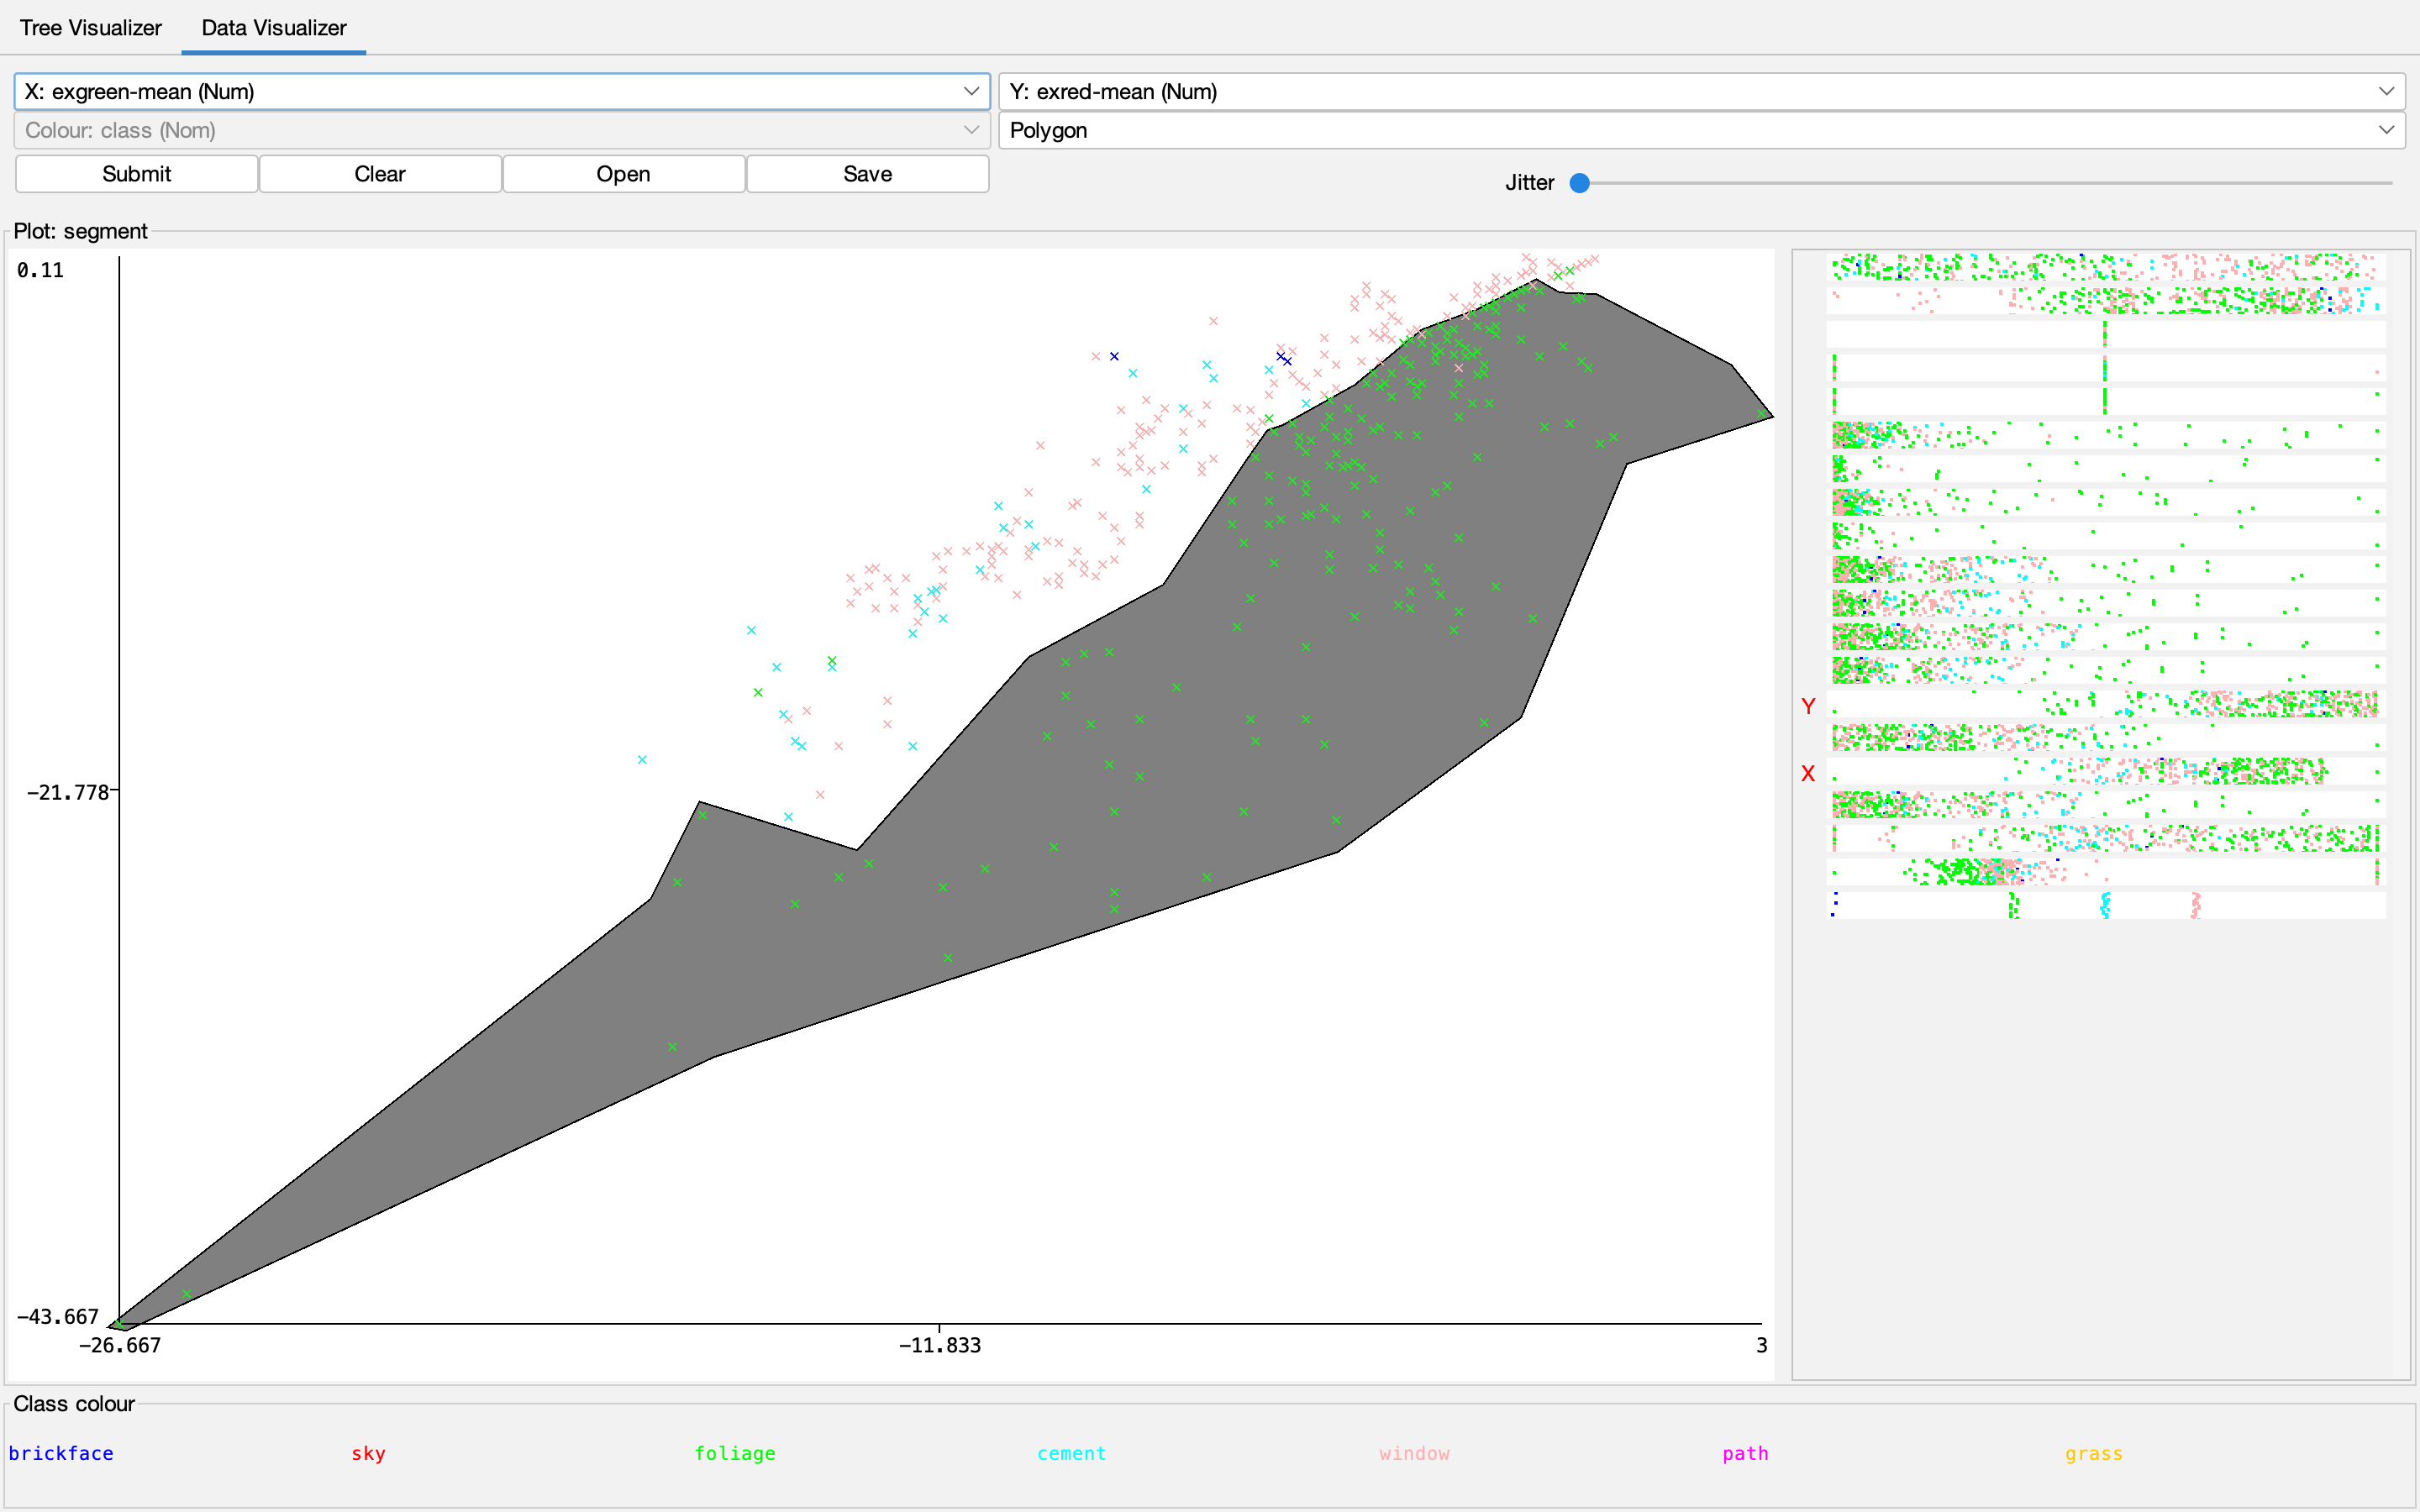 Tree Visualizer Data Visualizer
X: exgreen-mean (Num) Y: exred-mean (Num)
Colour: class (Nom) Polygon
Submit Clear Open Save Jitter
Plot: segment
0.11
Y
X
-21.778
-43.667
-26.667 -11.833 3
Class colour
brickface sky foliage cement window path grass